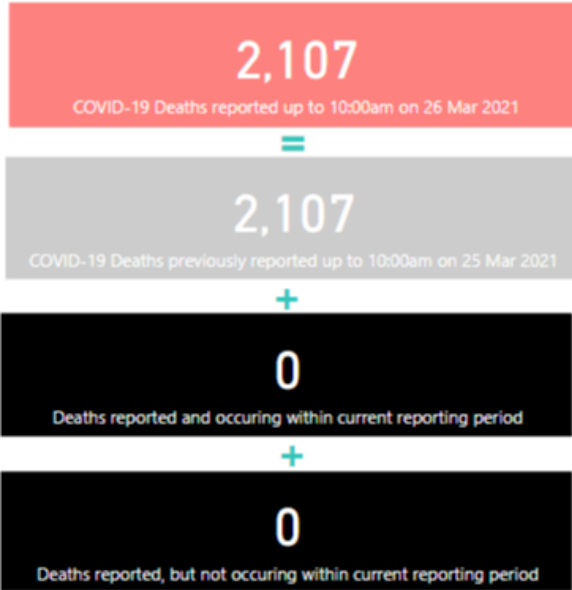 2,107
COVID-19 Deaths reported up to 10:00am on 26 Mar 2021
=
2,107
COVID-19 Deaths previously reported up to 10:00am on 25 Mar 2021
+
0
Deaths reported and occuring within current reporting period
+
0
Deaths reported, but not occuring within current reporting period